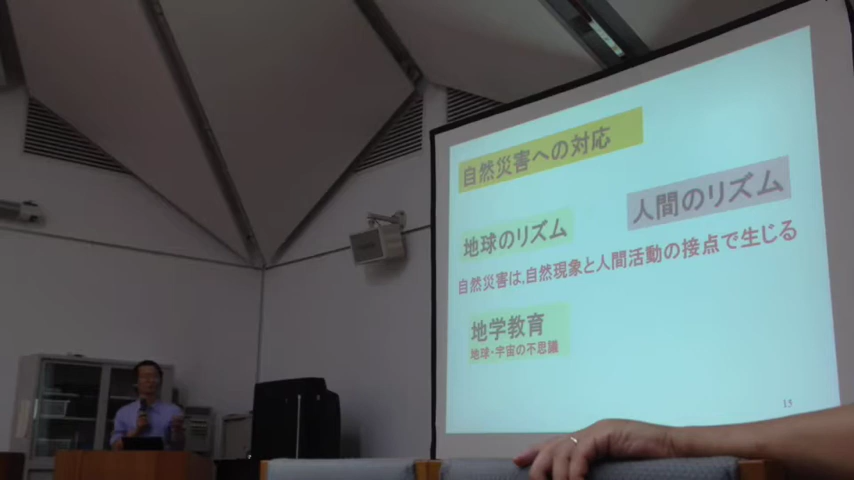 自然災害への対応
地球のリズム
人間のリズム
自然災害は,自然現象と人間活動の接点で生じる
地学教育
地球・宇宙の不思議
13